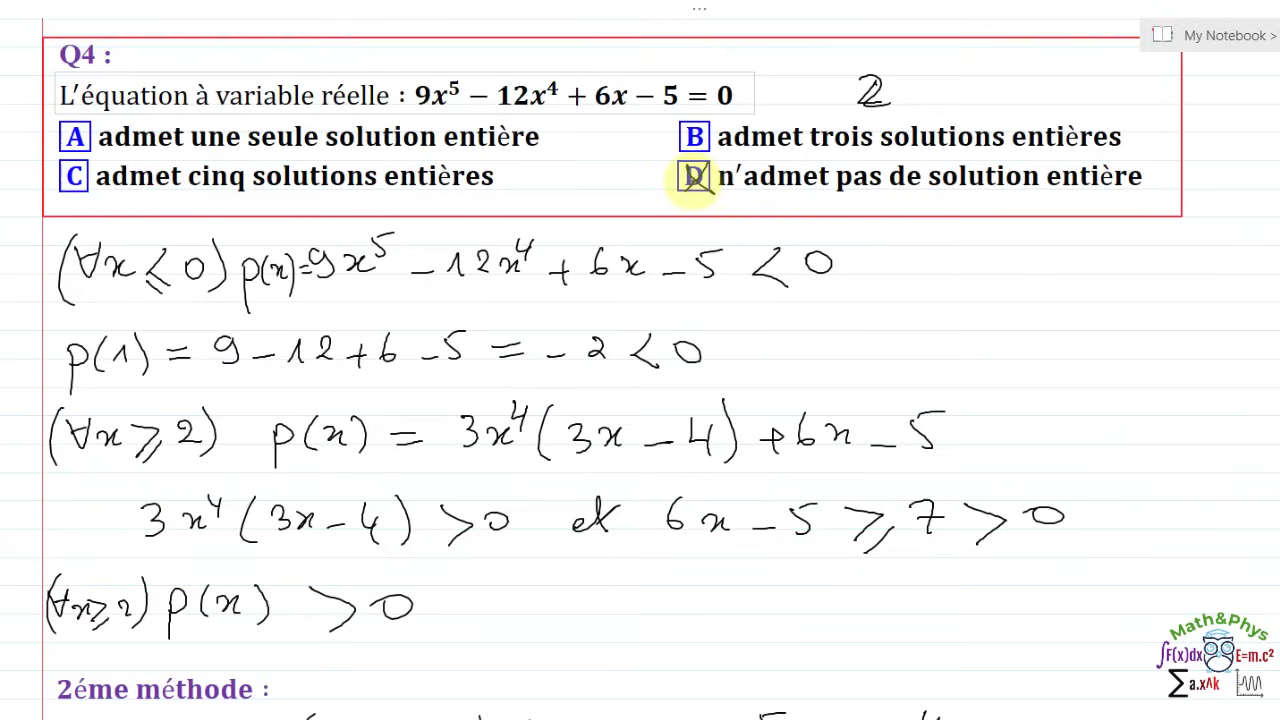 ...
My Notebook >
Q4 :
L'équation à variable réelle : 9x⁵ − 12x⁴ + 6x − 5 = 0
2
A admet une seule solution entière
B admet trois solutions entières
C admet cinq solutions entières
D n'admet pas de solution entière
(∀x ⩽ 0) p(x) = 9x⁵ − 12x⁴ + 6x − 5 < 0
p(1) = 9 − 12 + 6 − 5 = − 2 < 0
(∀x ⩾ 2) p(x) = 3x⁴(3x − 4) + 6x − 5
3x⁴(3x − 4) > 0 et 6x − 5 ⩾ 7 > 0
(∀x ⩾ 2) p(x) > 0
Math&Phys
∫F(x)dx E=m.c²
∑ a.x∧k
2éme méthode :